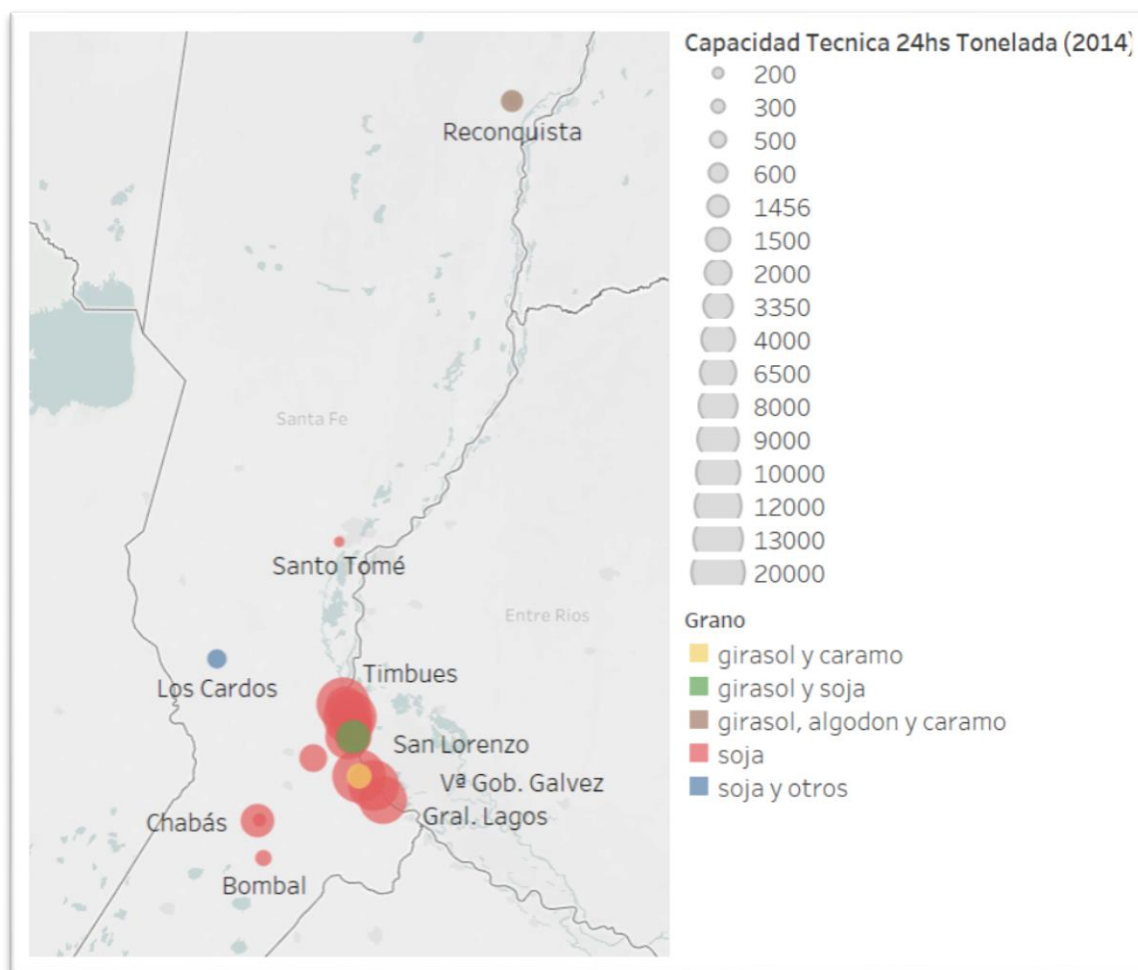 Reconquista
Santa Fe
Santo Tomé
Entre Rios
Los Cardos
Timbues
San Lorenzo
Vª Gob. Galvez
Chabás
Gral. Lagos
Bombal
Capacidad Tecnica 24hs Tonelada (2014)
200
300
500
600
1456
1500
2000
3350
4000
6500
8000
9000
10000
12000
13000
20000
Grano
girasol y caramo
girasol y soja
girasol, algodon y caramo
soja
soja y otros